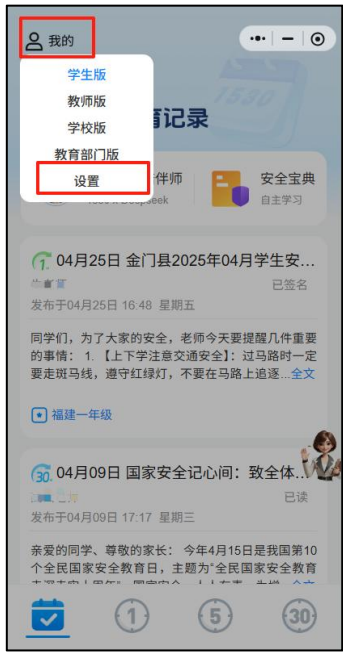 我的
学生版
教师版
学校版
教育部门版
设置
1530
育记录
伴师
安全宝典
自主学习
1. 04月25日 金门县2025年04月学生安...
已签名
发布于04月25日 16:48 星期五
同学们，为了大家的安全，老师今天要提醒几件重要
的事情： 1. 【上下学注意交通安全】：过马路时一定
要走斑马线，遵守红绿灯，不要在马路上追逐...全文
福建一年级
30. 04月09日 国家安全记心间：致全体...
已读
发布于04月09日 17:17 星期三
亲爱的同学、尊敬的家长： 今年4月15日是我国第10
个全民国家安全教育日，主题为“全民国家安全教育
1
5
30